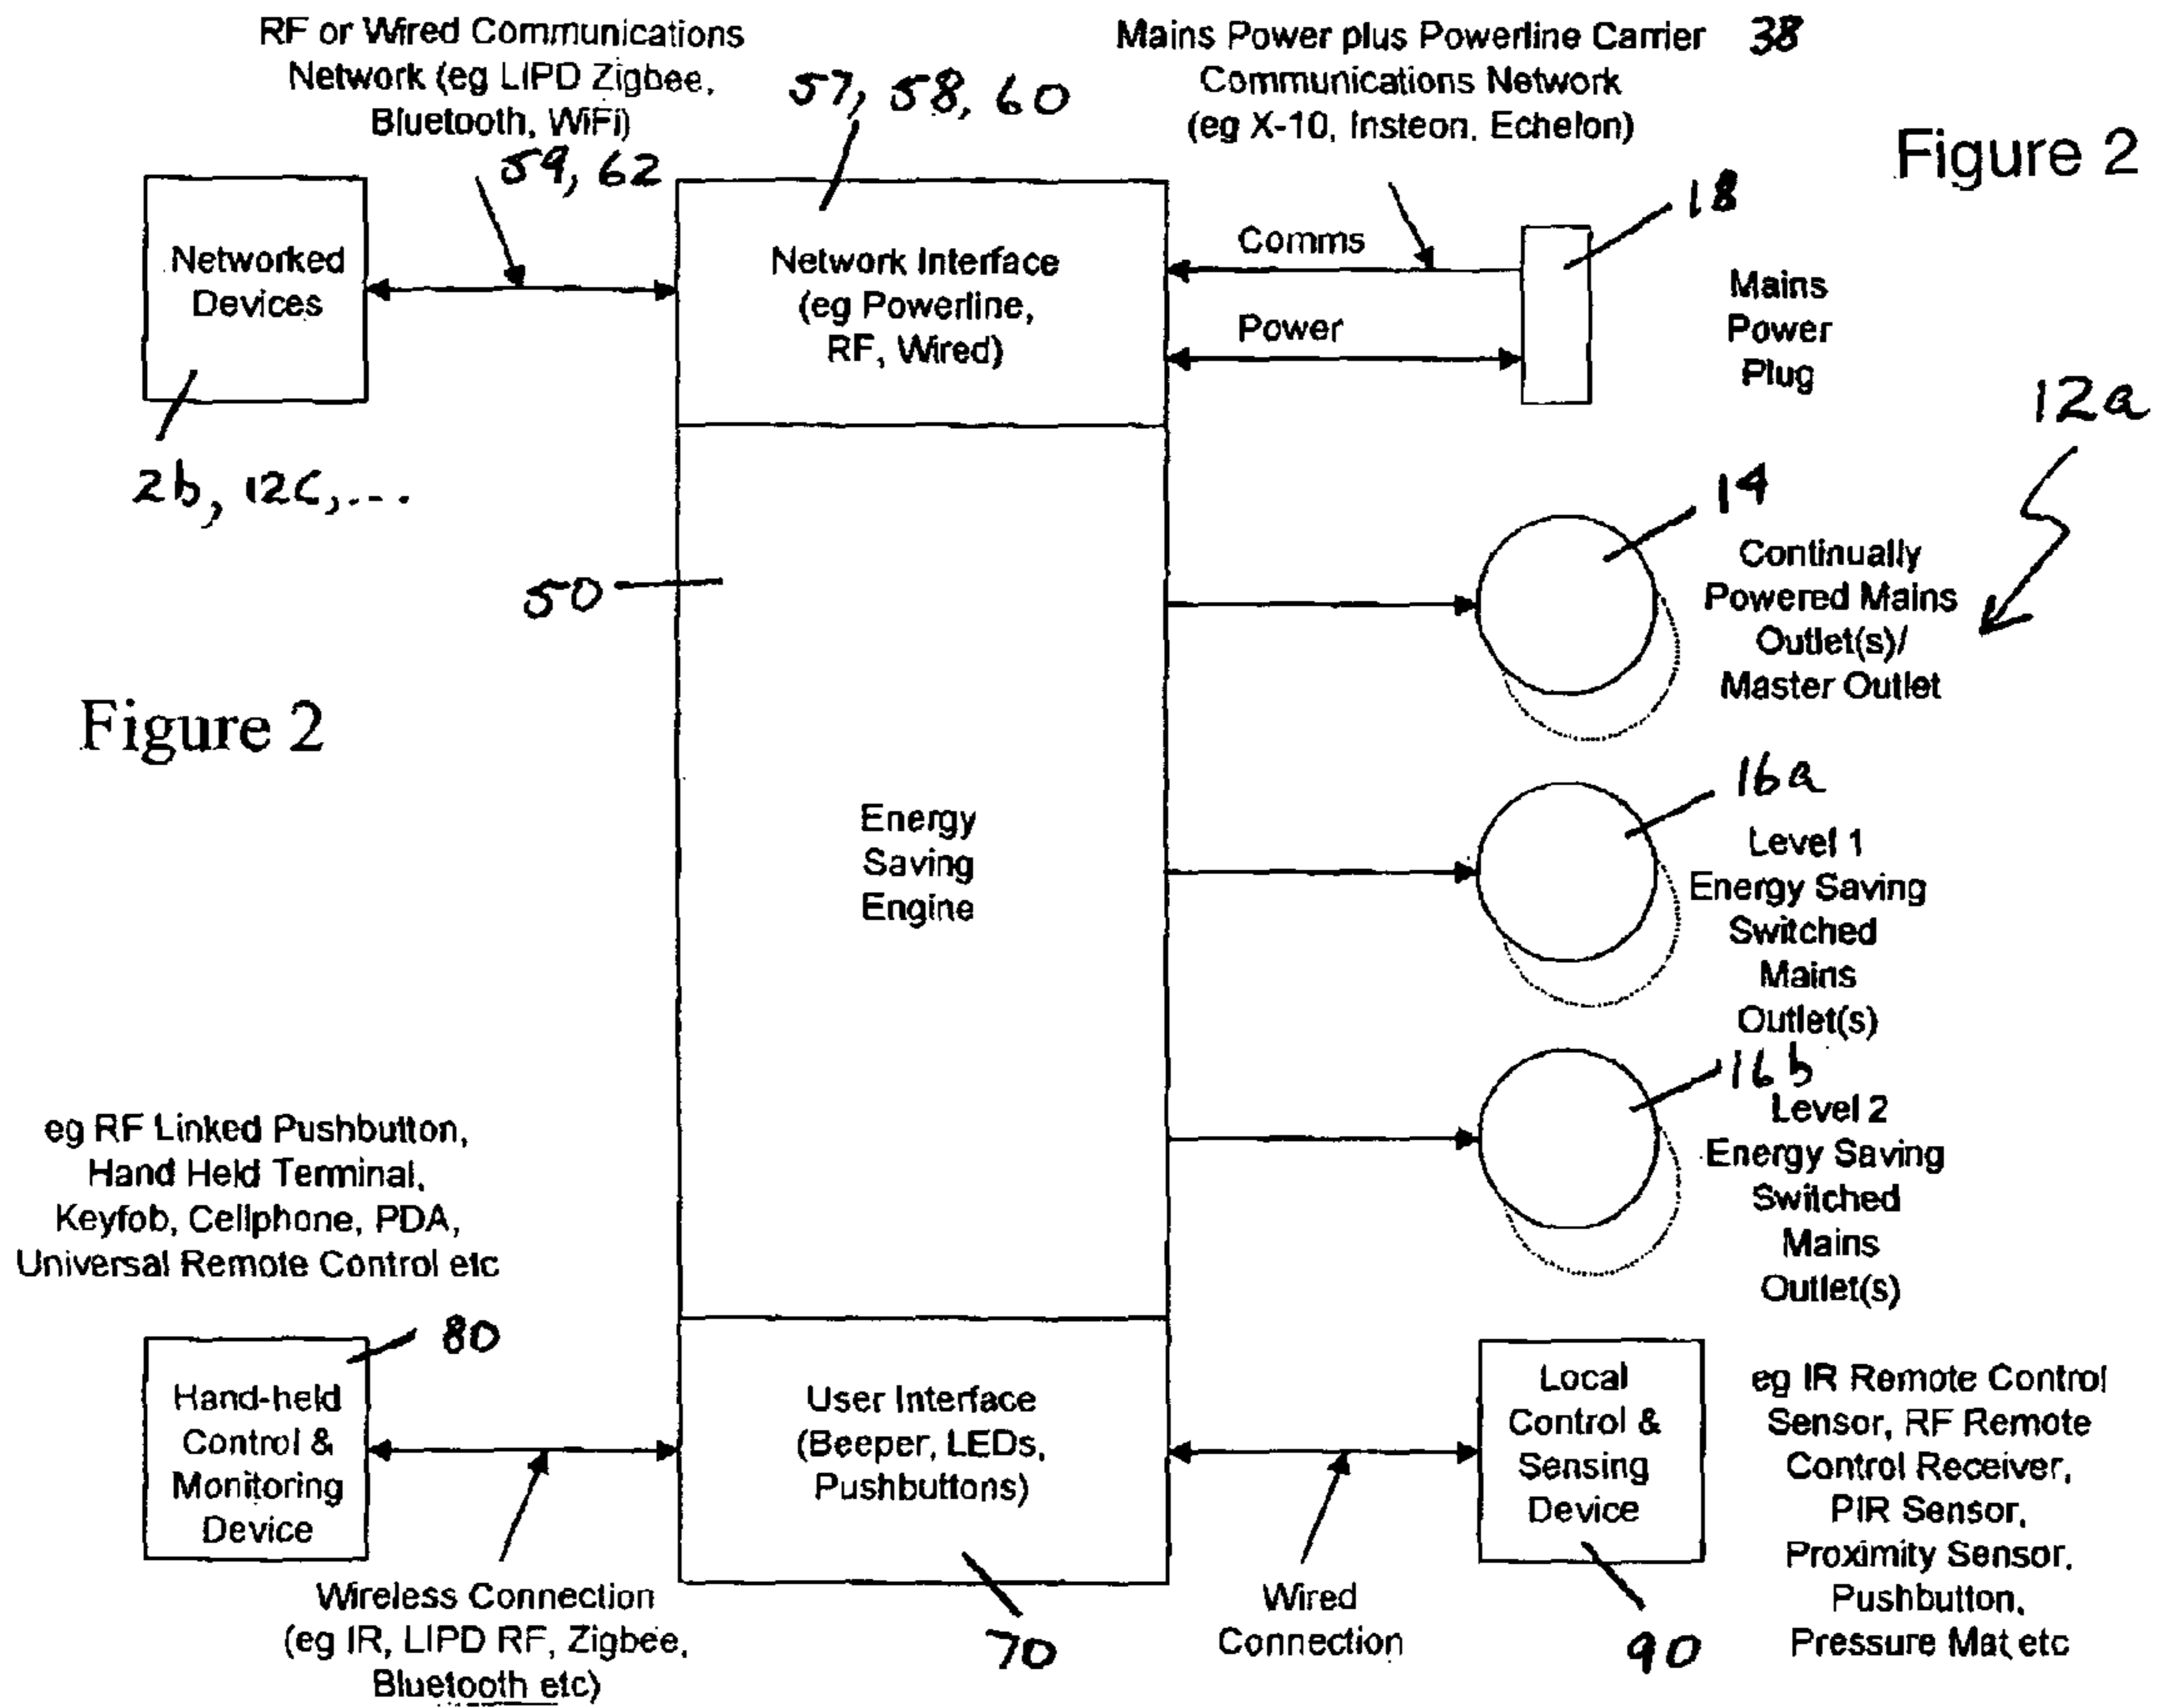 RF or Wired Communications
Network (eg LIPD Zigbee,
Bluetooth, WiFi)
59, 62
57, 58, 60
Mains Power plus Powerline Carrier 38
Communications Network
(eg X-10, Insteon, Echelon)
Figure 2
Networked
Devices
2b, 12c,...
Network Interface
(eg Powerline,
RF, Wired)
Comms
Power
18
Mains
Power
Plug
12a
50
14
Continually
Powered Mains
Outlet(s)/
Master Outlet
Figure 2
Energy
Saving
Engine
16a
Level 1
Energy Saving
Switched
Mains
Outlet(s)
16b
Level 2
Energy Saving
Switched
Mains
Outlet(s)
eg RF Linked Pushbutton,
Hand Held Terminal,
Keyfob, Cellphone, PDA,
Universal Remote Control etc
80
Hand-held
Control &
Monitoring
Device
User Interface
(Beeper, LEDs,
Pushbuttons)
Local
Control &
Sensing
Device
eg IR Remote Control
Sensor, RF Remote
Control Receiver,
PIR Sensor,
Proximity Sensor,
Pushbutton,
Pressure Mat etc
Wireless Connection
(eg IR, LIPD RF, Zigbee,
Bluetooth etc)
70
Wired
Connection
90